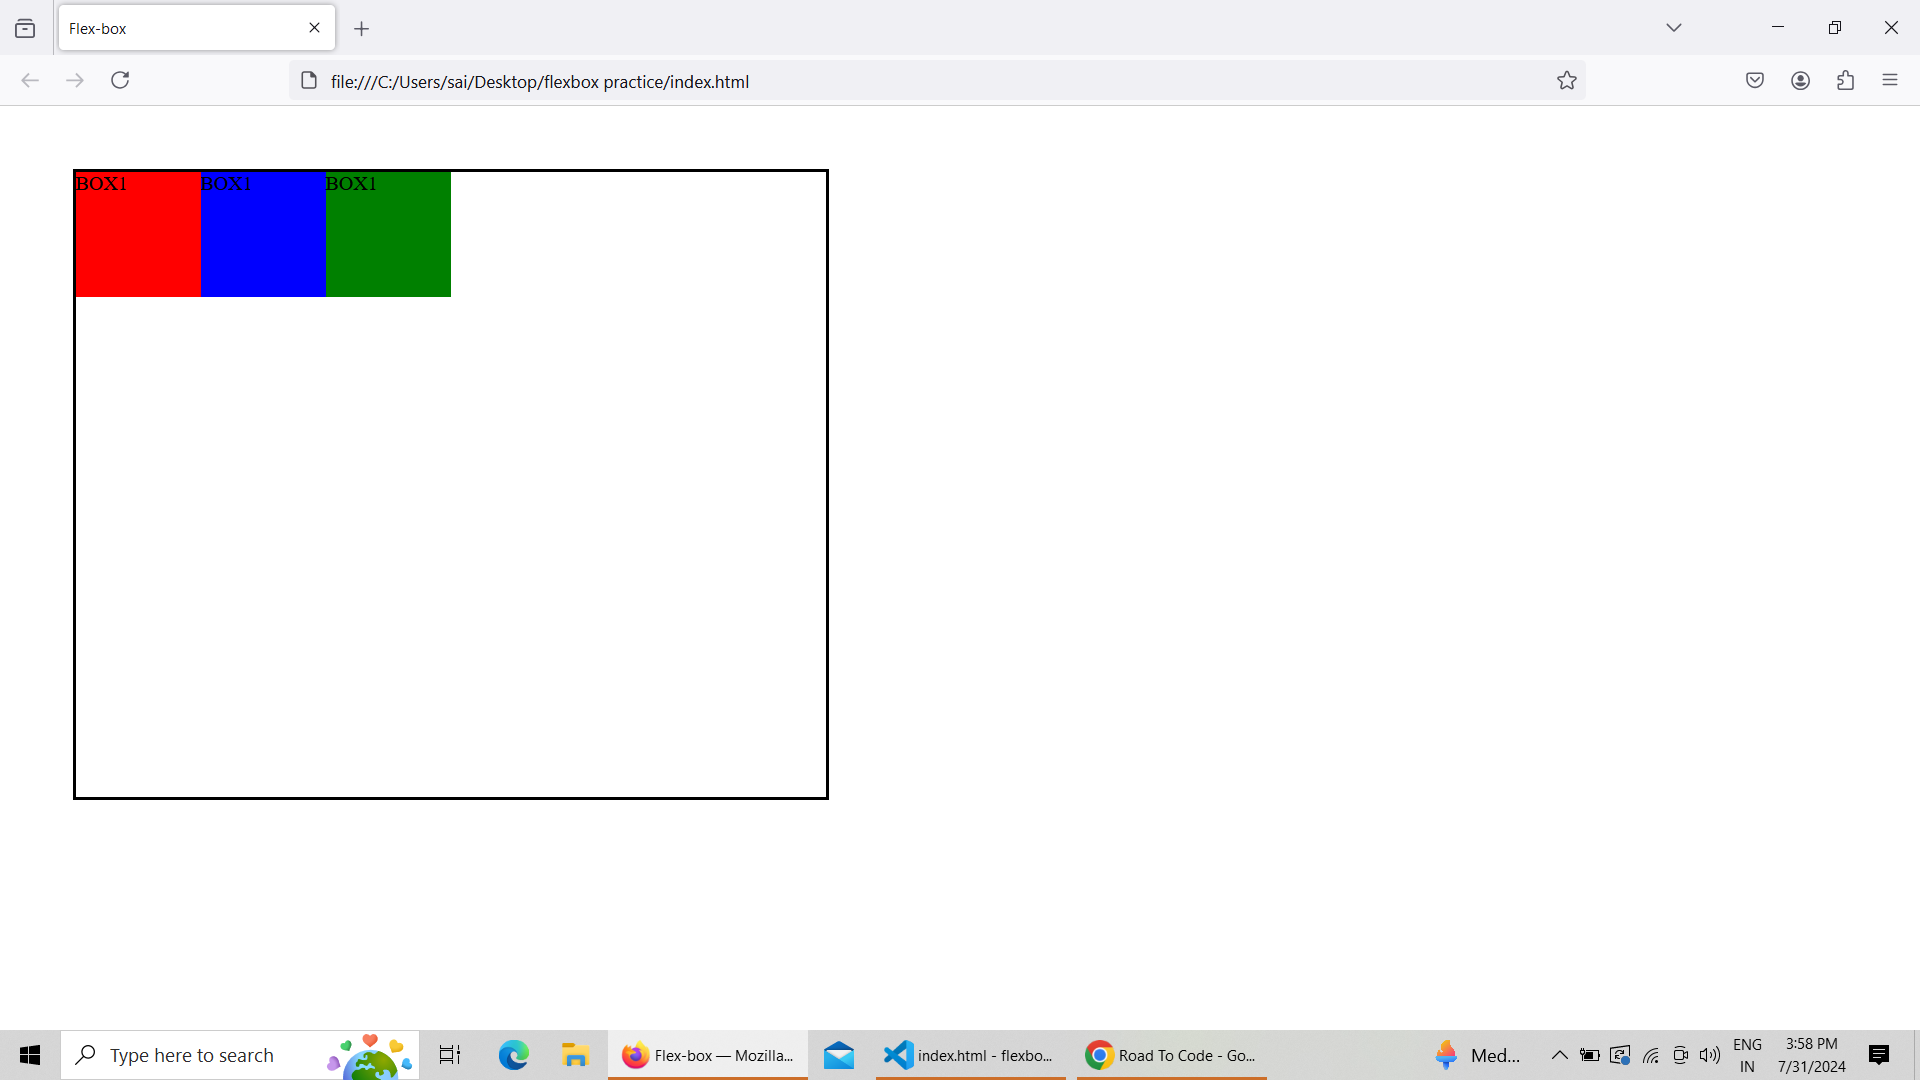 Flex-box
file:///C:/Users/sai/Desktop/flexbox practice/index.html
BOX1 BOX1 BOX1
Type here to search
Flex-box — Mozilla...
index.html - flexbo...
Road To Code - Go...
Med...
ENG
IN
3:58 PM
7/31/2024